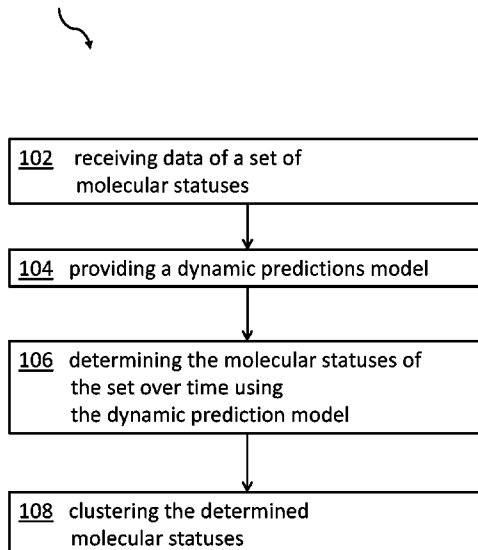 102 receiving data of a set of
molecular statuses
104 providing a dynamic predictions model
106 determining the molecular statuses of
the set over time using
the dynamic prediction model
108 clustering the determined
molecular statuses